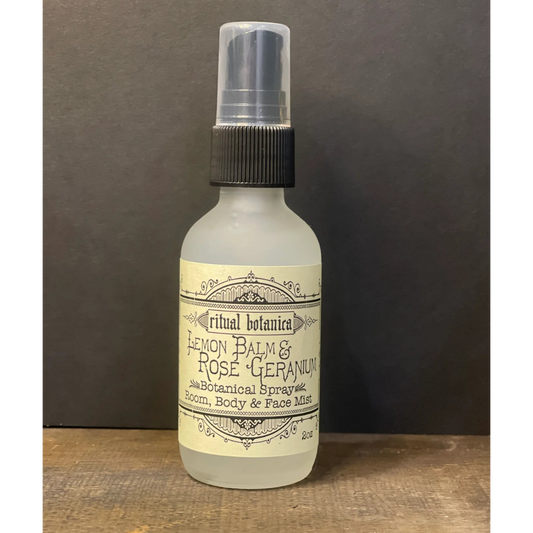 ritual botanica
Lemon Balm &
Rose Geranium
Botanical Spray
Room, Body & Face Mist
2oz